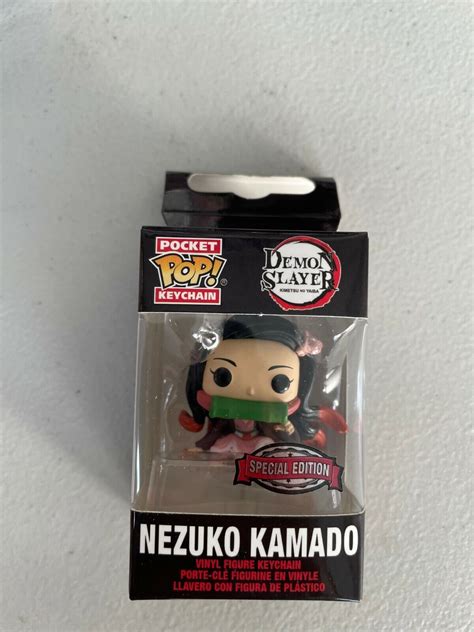 POCKET
POP!®
KEYCHAIN
DEMON
SLAYER
KIMETSU NO YAIBA
SPECIAL EDITION
NEZUKO KAMADO
VINYL FIGURE KEYCHAIN
PORTE-CLÉ FIGURINE EN VINYLE
LLAVERO CON FIGURA DE PLÁSTICO